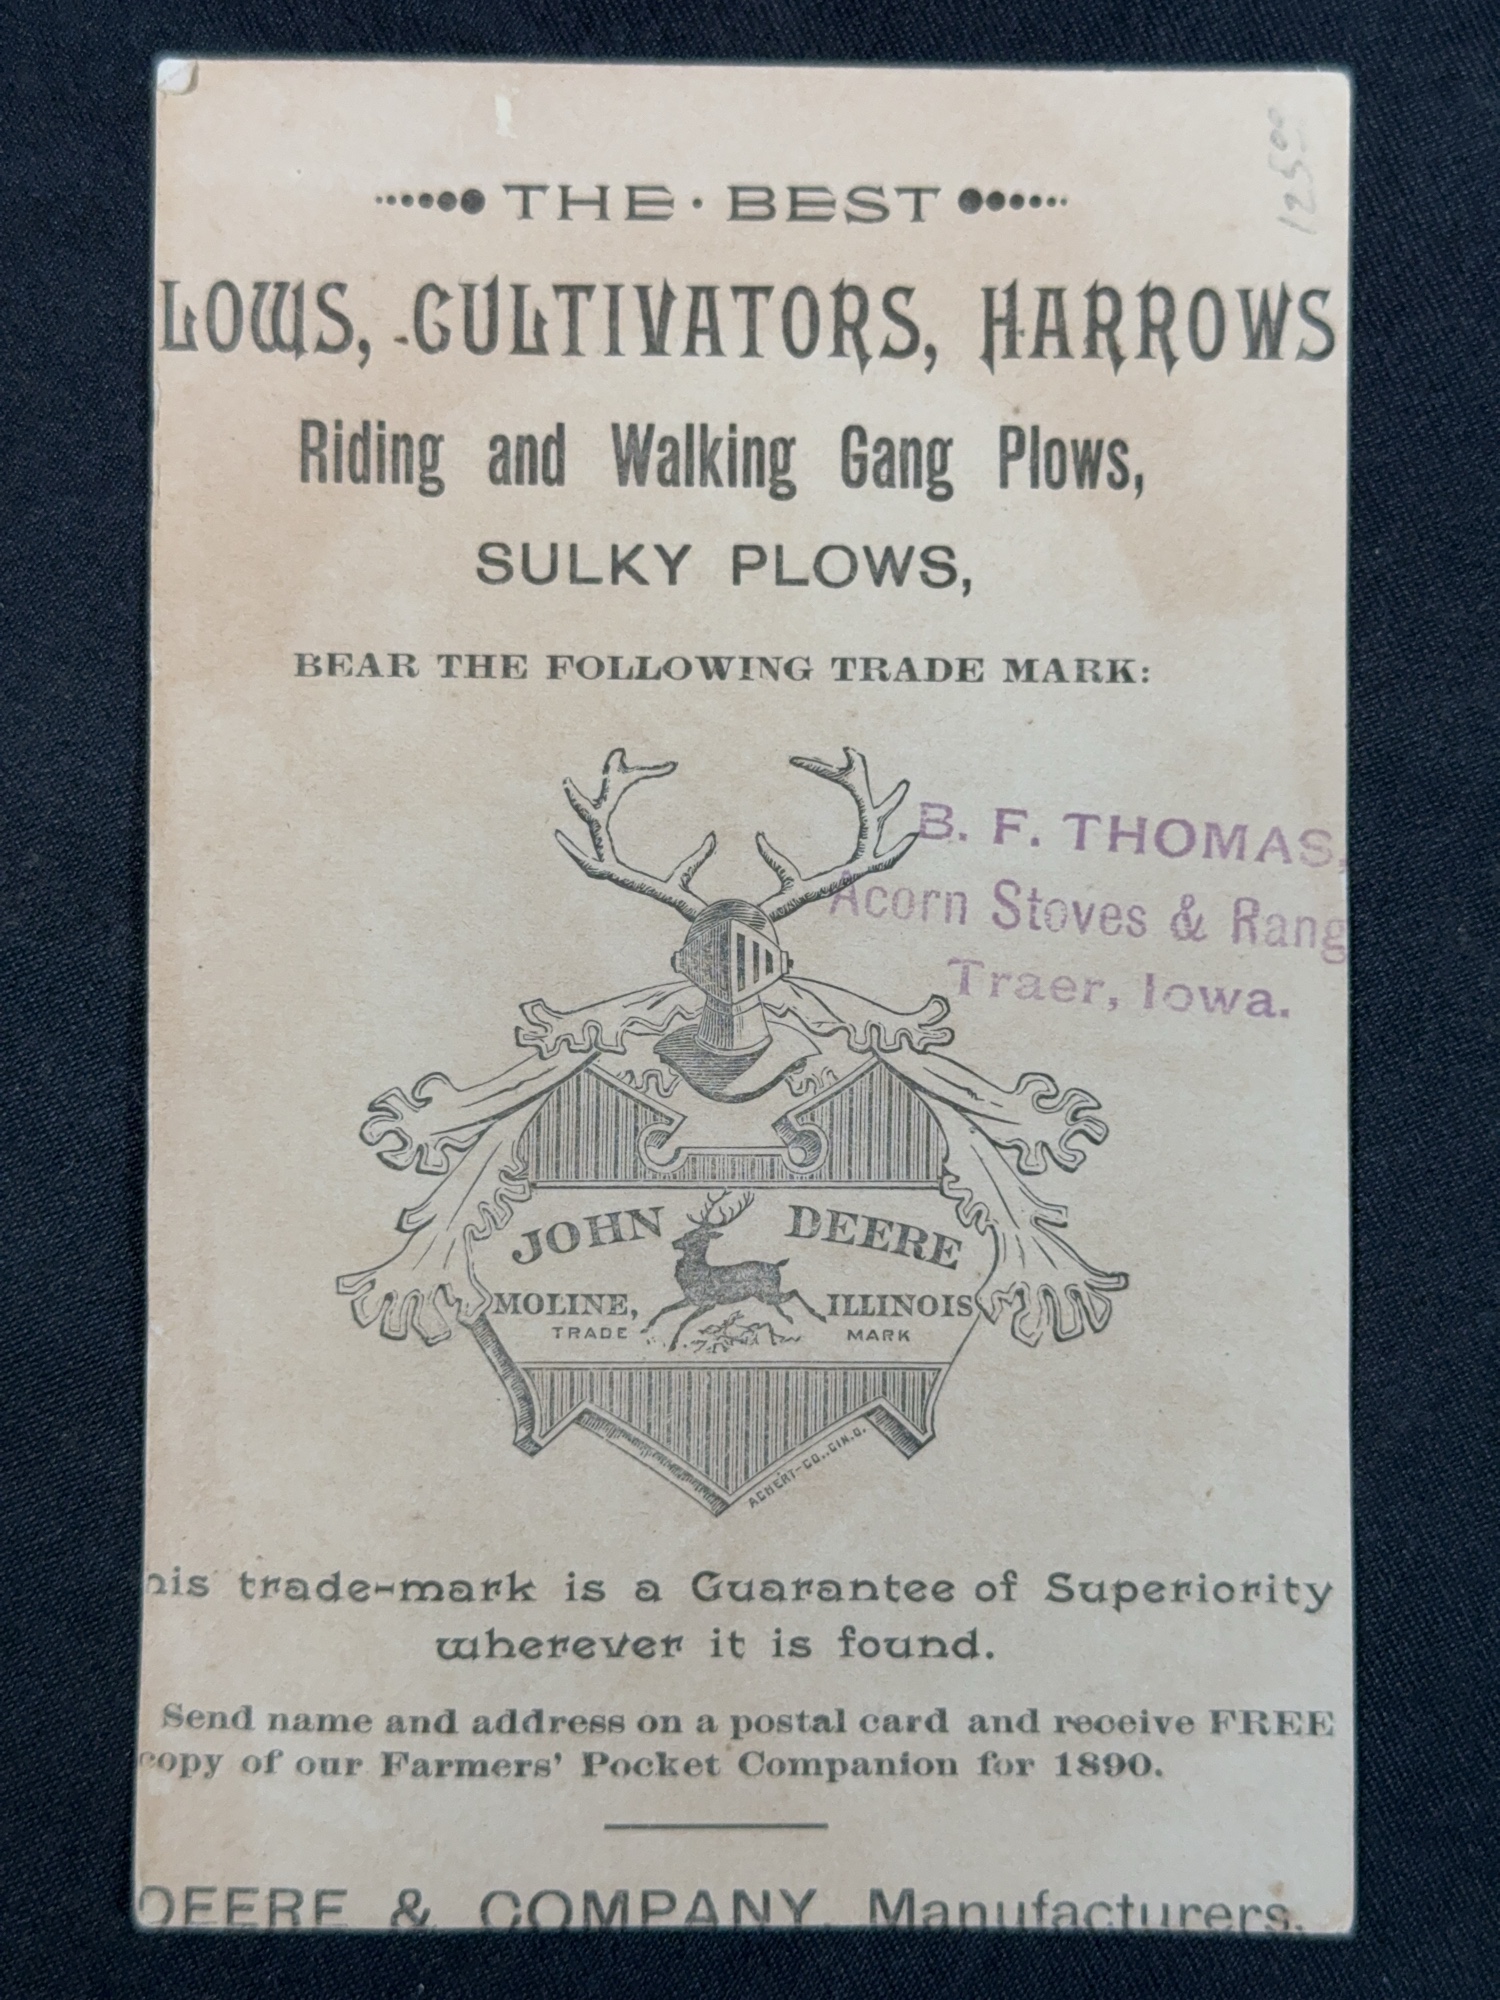 125 00
THE · BEST
LOWS, CULTIVATORS, HARROWS
Riding and Walking Gang Plows,
SULKY PLOWS,
BEAR THE FOLLOWING TRADE MARK:
B. F. THOMAS,
Acorn Stoves & Rang
Traer, Iowa.
JOHN DEERE
MOLINE, ILLINOIS
TRADE MARK
his trade-mark is a Guarantee of Superiority
wherever it is found.
Send name and address on a postal card and receive FREE
copy of our Farmers' Pocket Companion for 1890.
DEERE & COMPANY, Manufacturers.